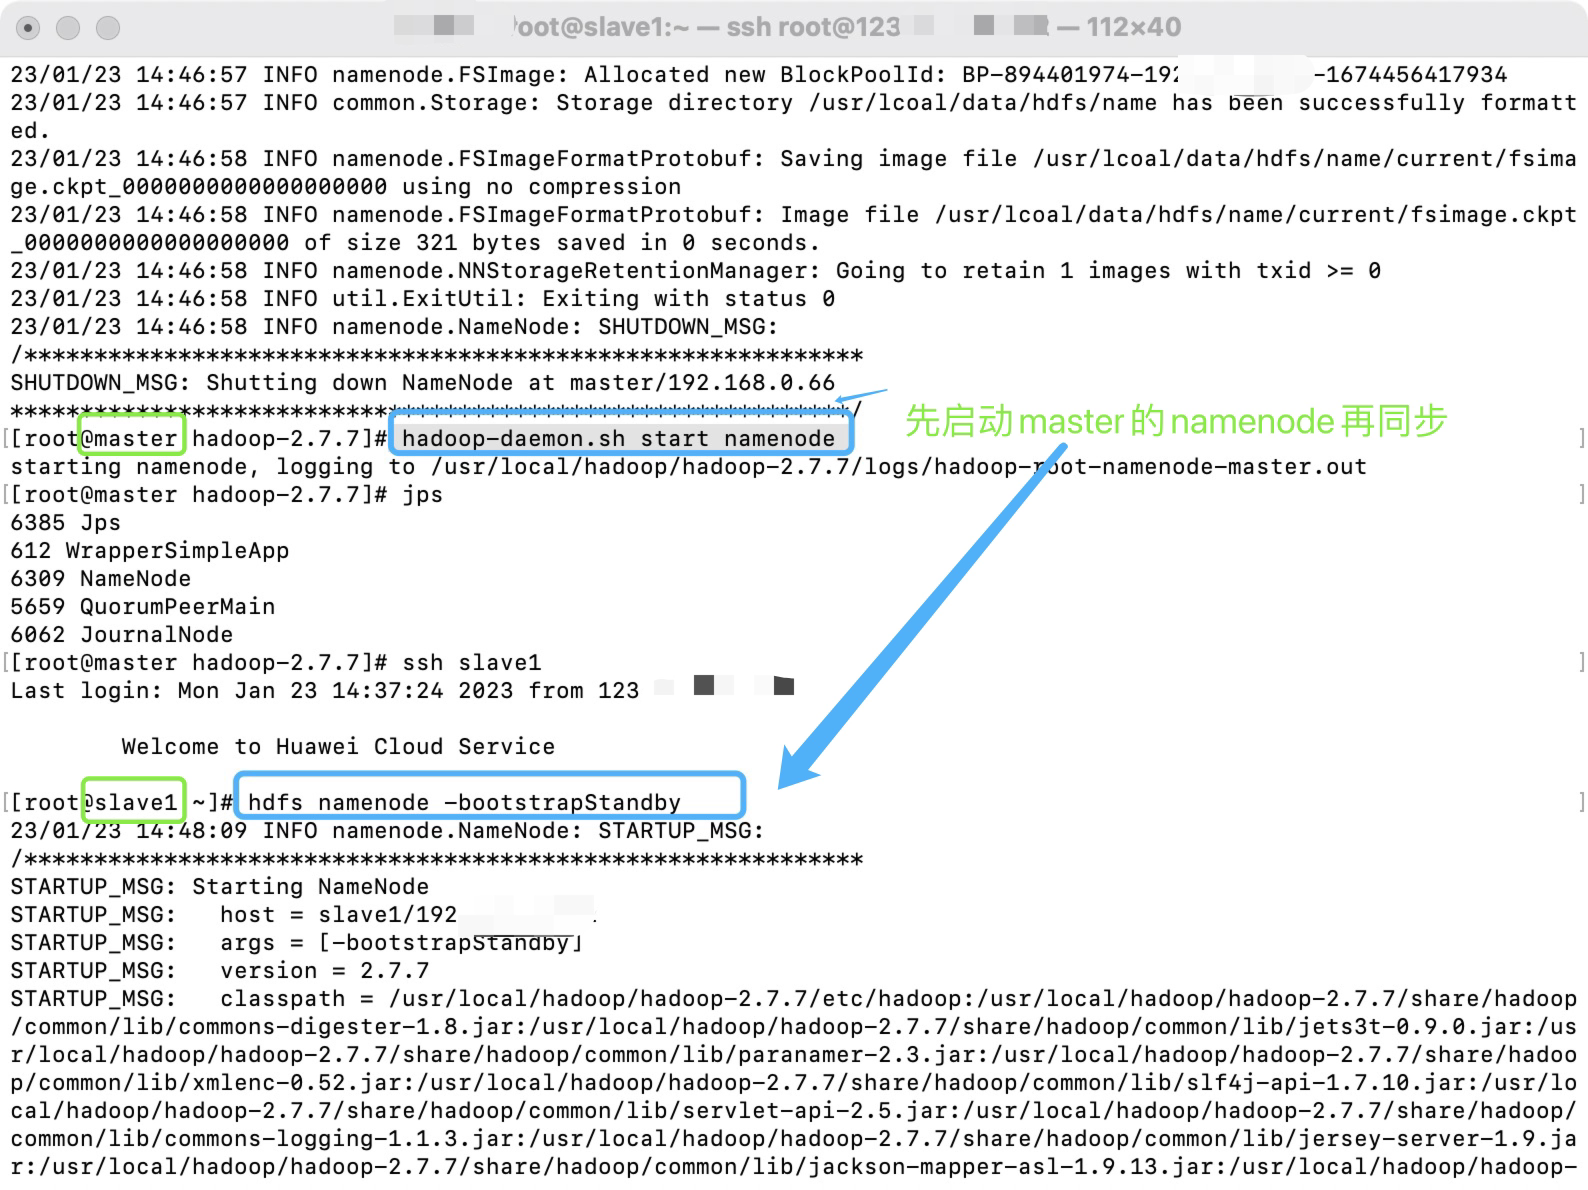 root@slave1:~ — ssh root@123 — 112×40
23/01/23 14:46:57 INFO namenode.FSImage: Allocated new BlockPoolId: BP-894401974-192 -1674456417934
23/01/23 14:46:57 INFO common.Storage: Storage directory /usr/lcoal/data/hdfs/name has been successfully formatt
ed.
23/01/23 14:46:58 INFO namenode.FSImageFormatProtobuf: Saving image file /usr/lcoal/data/hdfs/name/current/fsima
ge.ckpt_0000000000000000000 using no compression
23/01/23 14:46:58 INFO namenode.FSImageFormatProtobuf: Image file /usr/lcoal/data/hdfs/name/current/fsimage.ckpt
_0000000000000000000 of size 321 bytes saved in 0 seconds.
23/01/23 14:46:58 INFO namenode.NNStorageRetentionManager: Going to retain 1 images with txid >= 0
23/01/23 14:46:58 INFO util.ExitUtil: Exiting with status 0
23/01/23 14:46:58 INFO namenode.NameNode: SHUTDOWN_MSG:
/************************************************************
SHUTDOWN_MSG: Shutting down NameNode at master/192.168.0.66
************************************************************/
[[root@master hadoop-2.7.7]# hadoop-daemon.sh start namenode ]
先启动master的namenode再同步
starting namenode, logging to /usr/local/hadoop/hadoop-2.7.7/logs/hadoop-root-namenode-master.out
[[root@master hadoop-2.7.7]# jps ]
6385 Jps
612 WrapperSimpleApp
6309 NameNode
5659 QuorumPeerMain
6062 JournalNode
[[root@master hadoop-2.7.7]# ssh slave1 ]
Last login: Mon Jan 23 14:37:24 2023 from 123
Welcome to Huawei Cloud Service
[[root@slave1 ~]# hdfs namenode -bootstrapStandby ]
23/01/23 14:48:09 INFO namenode.NameNode: STARTUP_MSG:
/************************************************************
STARTUP_MSG: Starting NameNode
STARTUP_MSG:   host = slave1/192
STARTUP_MSG:   args = [-bootstrapStandby]
STARTUP_MSG:   version = 2.7.7
STARTUP_MSG:   classpath = /usr/local/hadoop/hadoop-2.7.7/etc/hadoop:/usr/local/hadoop/hadoop-2.7.7/share/hadoop
/common/lib/commons-digester-1.8.jar:/usr/local/hadoop/hadoop-2.7.7/share/hadoop/common/lib/jets3t-0.9.0.jar:/us
r/local/hadoop/hadoop-2.7.7/share/hadoop/common/lib/paranamer-2.3.jar:/usr/local/hadoop/hadoop-2.7.7/share/hadoo
p/common/lib/xmlenc-0.52.jar:/usr/local/hadoop/hadoop-2.7.7/share/hadoop/common/lib/slf4j-api-1.7.10.jar:/usr/lo
cal/hadoop/hadoop-2.7.7/share/hadoop/common/lib/servlet-api-2.5.jar:/usr/local/hadoop/hadoop-2.7.7/share/hadoop/
common/lib/commons-logging-1.1.3.jar:/usr/local/hadoop/hadoop-2.7.7/share/hadoop/common/lib/jersey-server-1.9.ja
r:/usr/local/hadoop/hadoop-2.7.7/share/hadoop/common/lib/jackson-mapper-asl-1.9.13.jar:/usr/local/hadoop/hadoop-